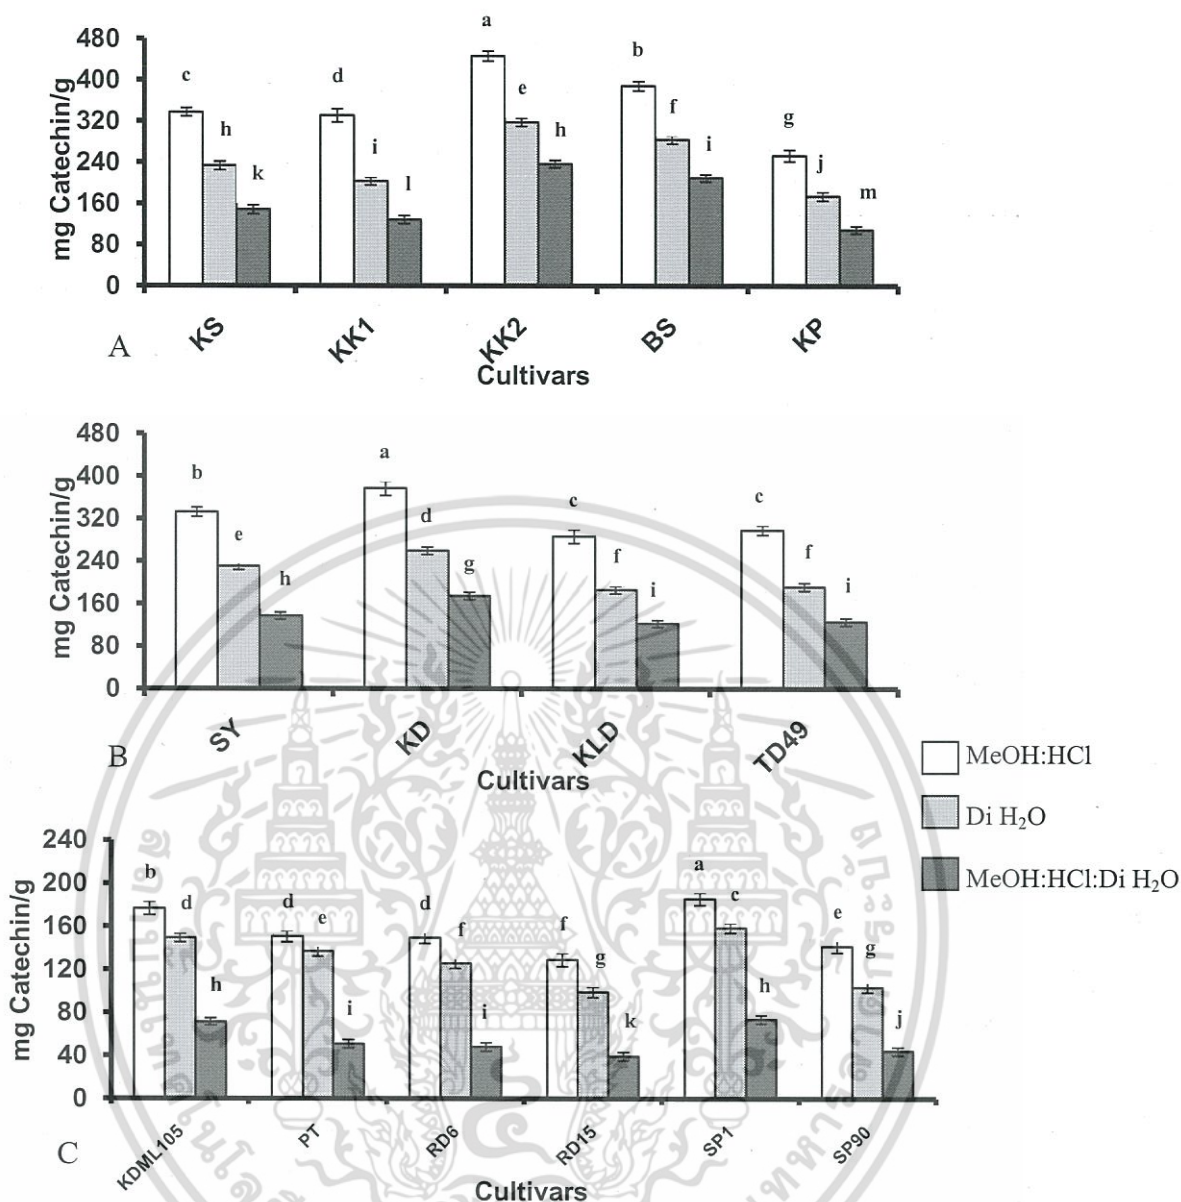 a
480
c d b
400
e
320
f g
h h
240
i i
j
160
k l m
80
0
mg Catechin/g
KS KK1 KK2 BS KP
A
Cultivars
480
a
b
400
c c
320
d
e f f
240
g
h i i
160
80
0
mg Catechin/g
SY KD KLD TD49
B
Cultivars
MeOH:HCl
Di H₂O
MeOH:HCl:Di H₂O
240
b d d e d f f g a c e g
200
160
120
h i i k h j
80
40
0
mg Catechin/g
KDML105 PT RD6 RD15 SP1 SP90
C
Cultivars